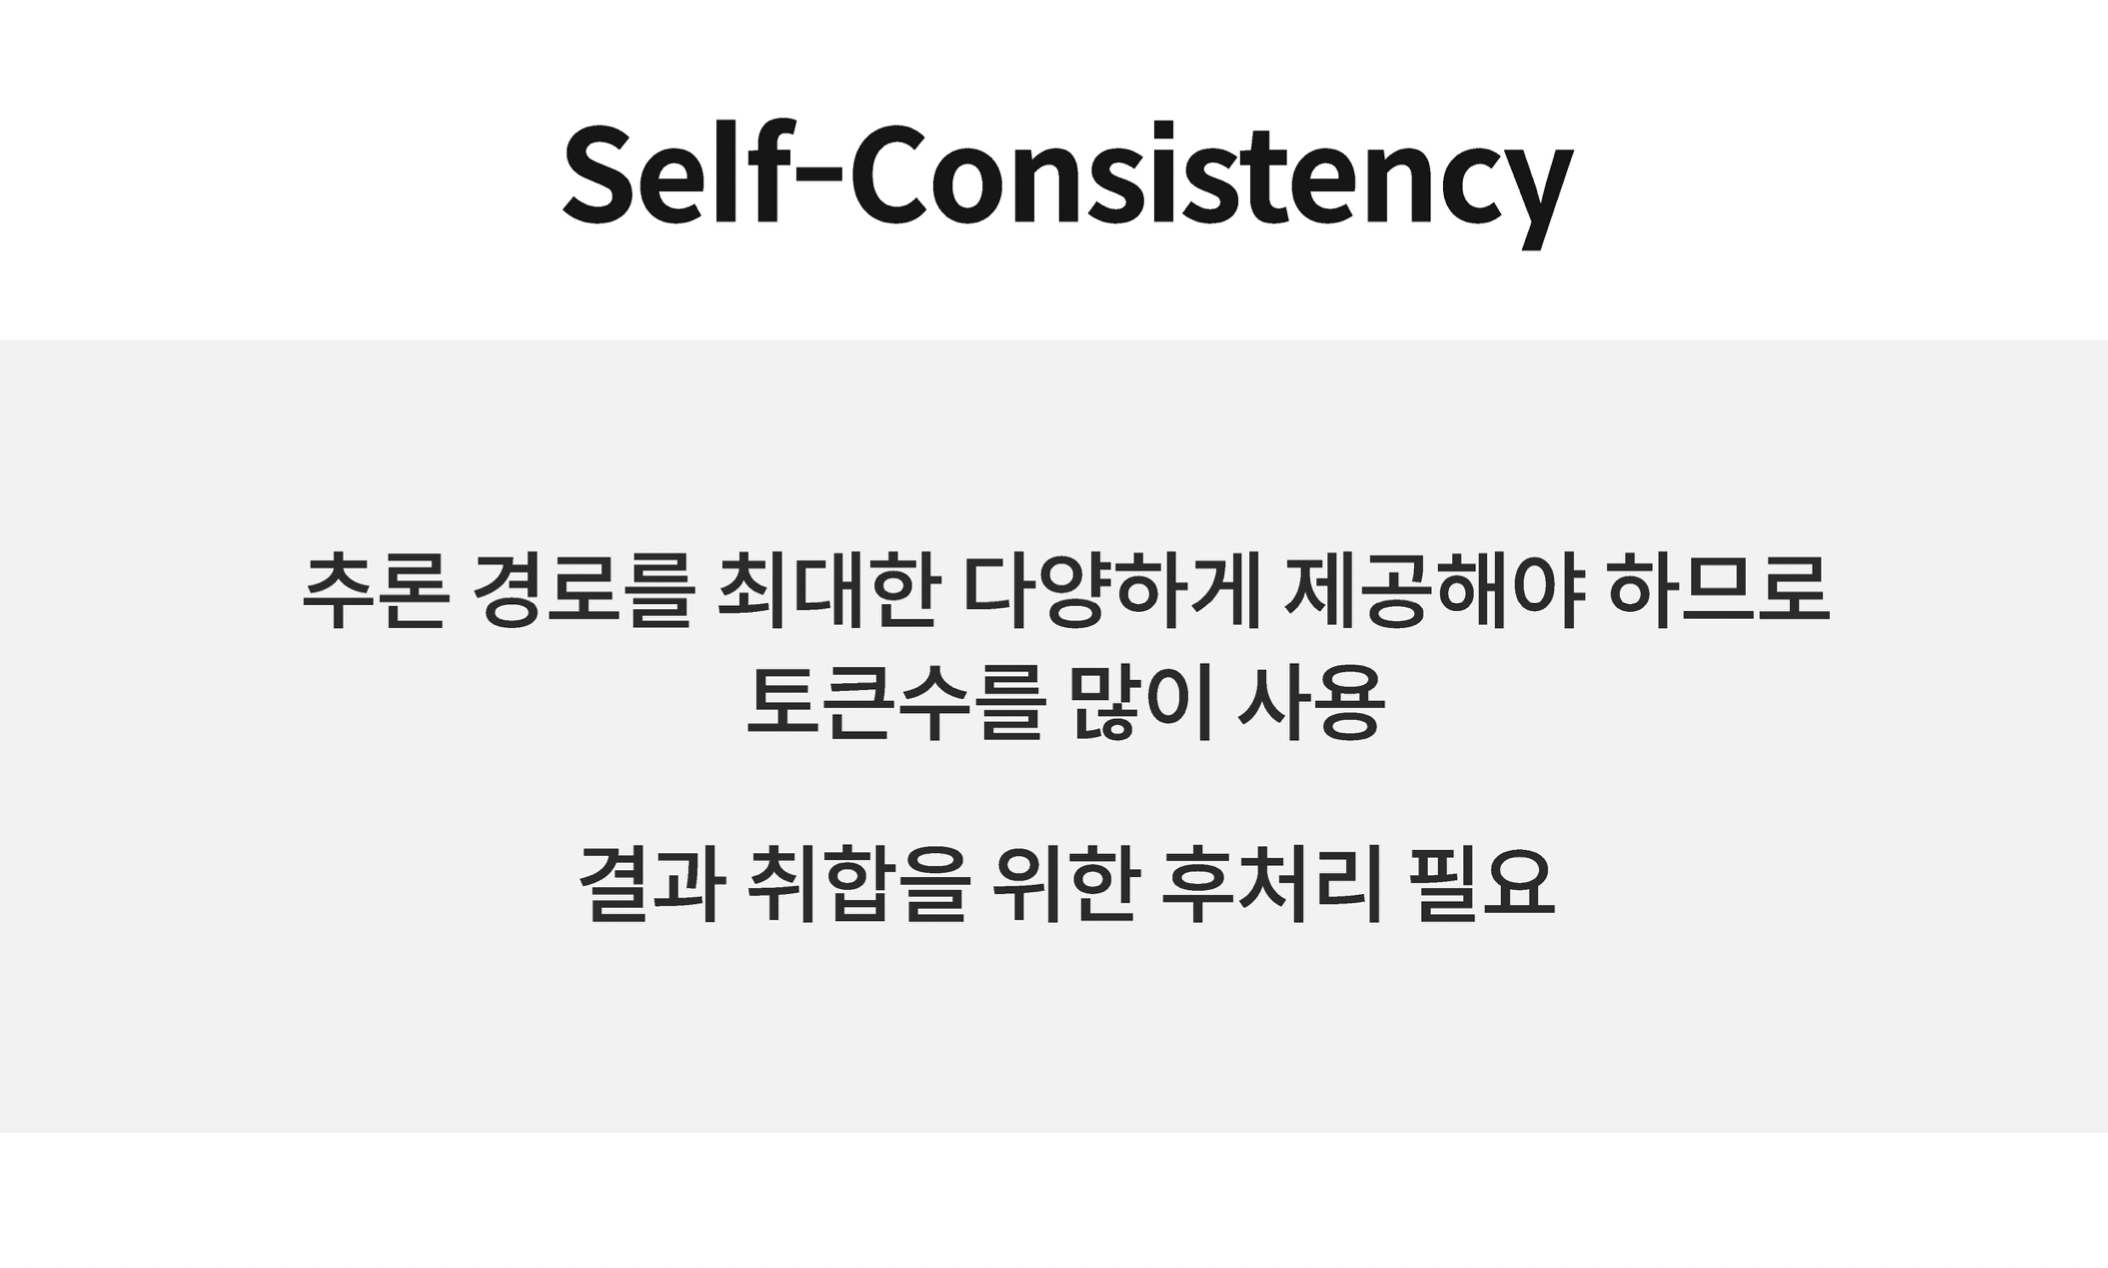 Self-Consistency
추론 경로를 최대한 다양하게 제공해야 하므로
토큰수를 많이 사용
결과 취합을 위한 후처리 필요